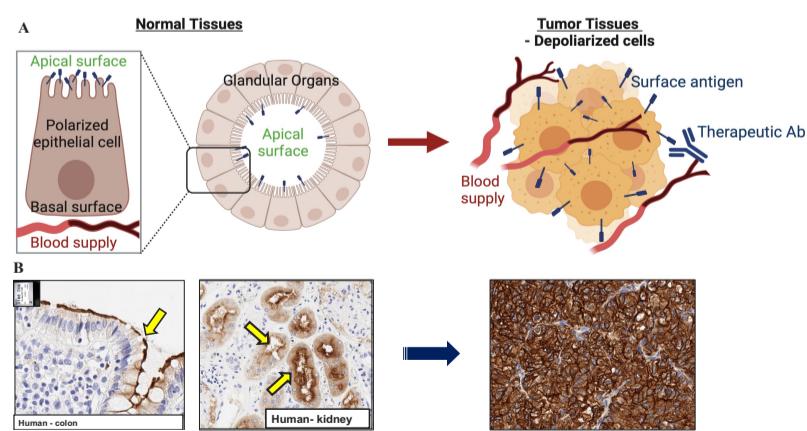 A
Normal Tissues
Tumor Tissues
- Depoliarized cells
Apical surface
Polarized
epithelial cell
Basal surface
Blood supply
Glandular Organs
Apical
surface
Surface antigen
Therapeutic Ab
Blood
supply
B
Human - colon
Human- kidney